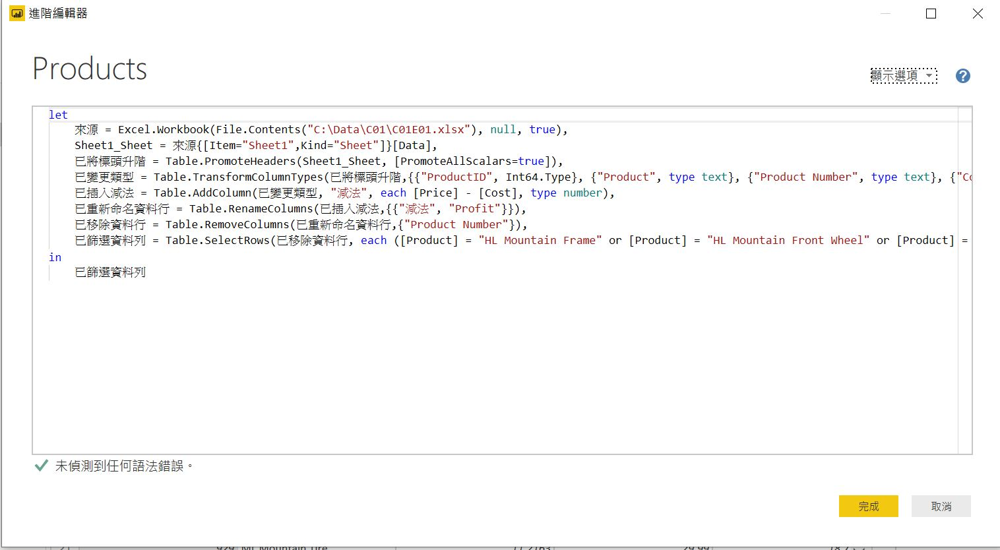 進階編輯器
Products
顯示選項
let
來源 = Excel.Workbook(File.Contents("C:\Data\C01\C01E01.xlsx"), null, true),
Sheet1_Sheet = 來源{[Item="Sheet1",Kind="Sheet"]}[Data],
已將標頭升階 = Table.PromoteHeaders(Sheet1_Sheet, [PromoteAllScalars=true]),
已變更類型 = Table.TransformColumnTypes(已將標頭升階,{{"ProductID", Int64.Type}, {"Product", type text}, {"Product Number", type text}, {"Co
已插入減法 = Table.AddColumn(已變更類型, "減法", each [Price] - [Cost], type number),
已重新命名資料行 = Table.RenameColumns(已插入減法,{{"減法", "Profit"}}),
已移除資料行 = Table.RemoveColumns(已重新命名資料行,{"Product Number"}),
已篩選資料列 = Table.SelectRows(已移除資料行, each ([Product] = "HL Mountain Frame" or [Product] = "HL Mountain Front Wheel" or [Product] =
in
已篩選資料列
未偵測到任何語法錯誤。
完成 取消